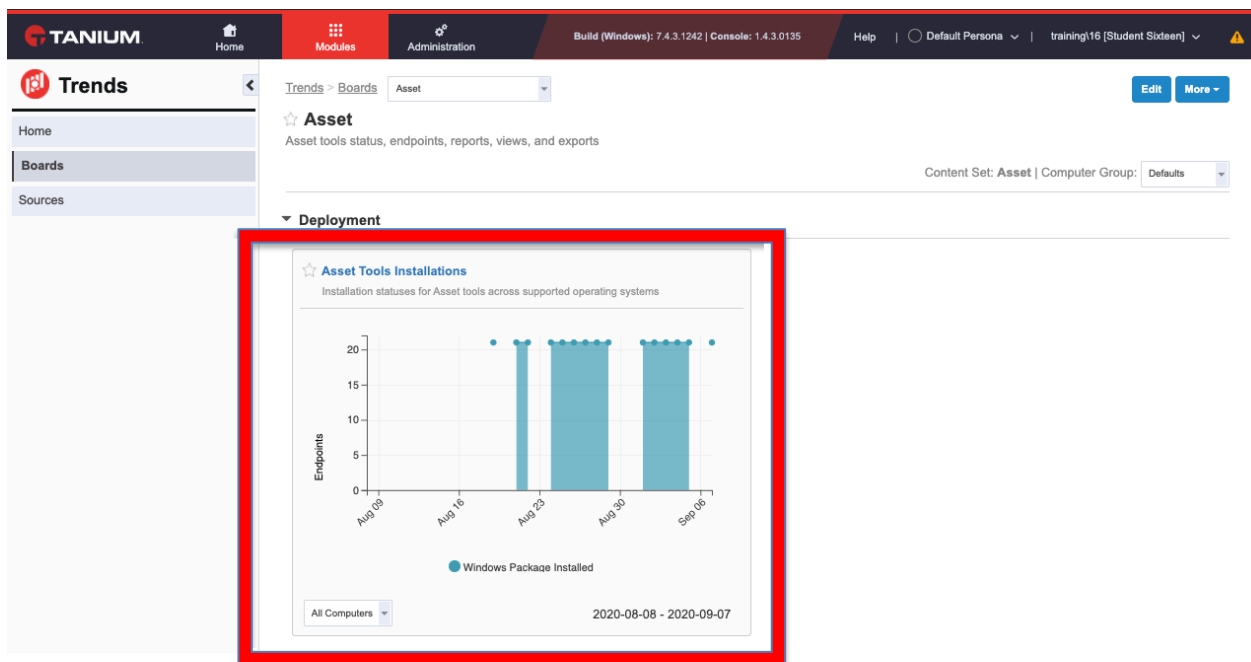 TANIUM
Home
Modules
Administration
Build (Windows): 7.4.3.1242 | Console: 1.4.3.0135
Help | Default Persona | training\16 [Student Sixteen]
Trends
Home
Boards
Sources
Trends > Boards Asset
Edit More
Asset
Asset tools status, endpoints, reports, views, and exports
Content Set: Asset | Computer Group: Defaults
Deployment
Asset Tools Installations
Installation statuses for Asset tools across supported operating systems
20
15
10
5
0
Endpoints
Aug 09 Aug 16 Aug 23 Aug 30 Sep 06
Windows Package Installed
All Computers 2020-08-08 - 2020-09-07